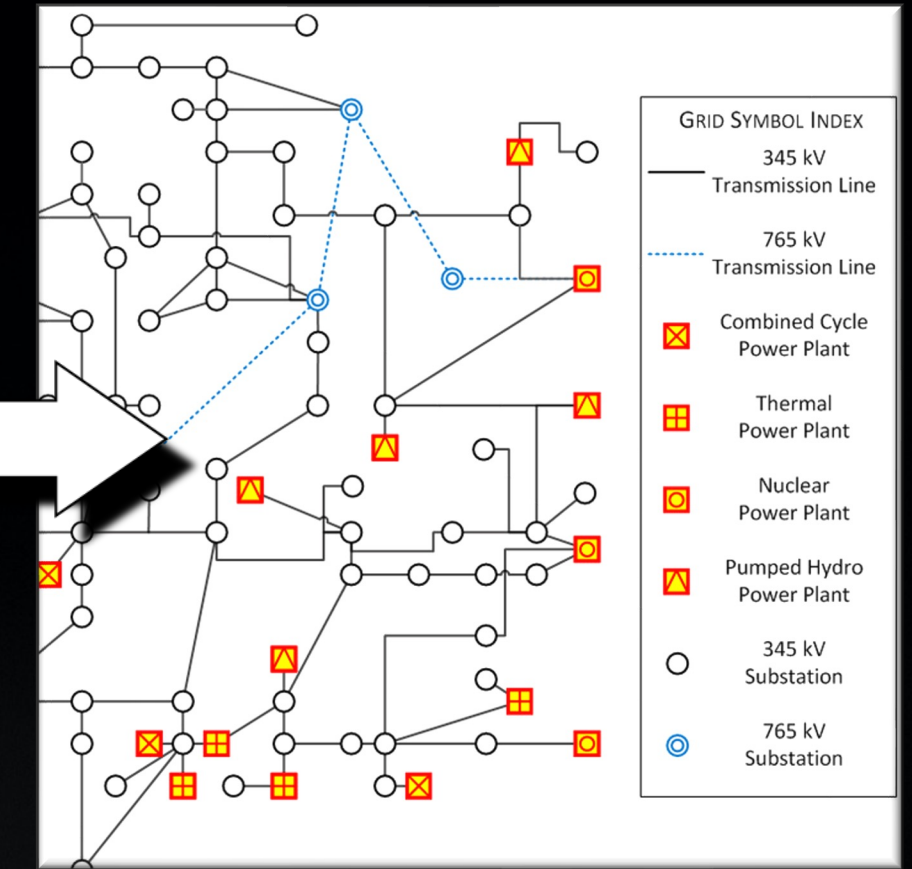 GRID SYMBOL INDEX
345 kV
Transmission Line
765 kV
Transmission Line
Combined Cycle
Power Plant
Thermal
Power Plant
Nuclear
Power Plant
Pumped Hydro
Power Plant
345 kV
Substation
765 kV
Substation